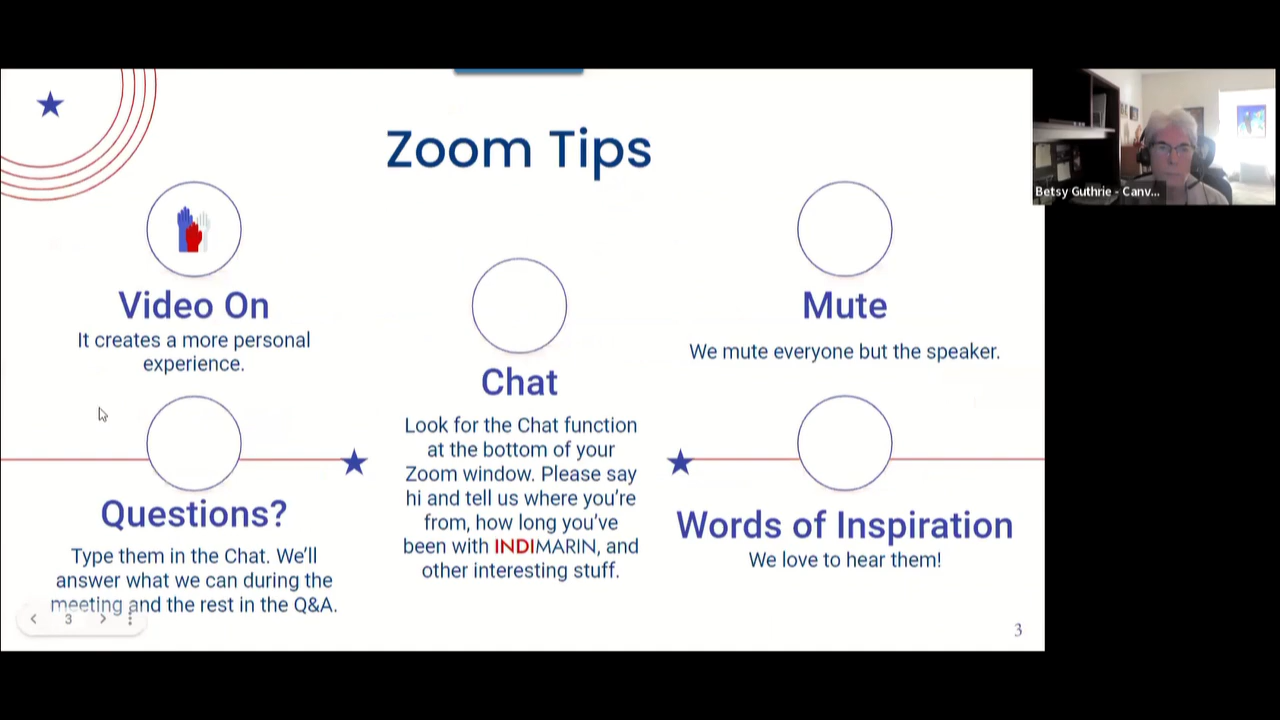 Zoom Tips
Video On
It creates a more personal
experience.
Questions?
Type them in the Chat. We’ll
answer what we can during the
meeting and the rest in the Q&A.
Chat
Look for the Chat function
at the bottom of your
Zoom window. Please say
hi and tell us where you’re
from, how long you’ve
been with INDIMARIN, and
other interesting stuff.
Mute
We mute everyone but the speaker.
Words of Inspiration
We love to hear them!
3
3
Betsy Guthrie - Canv...